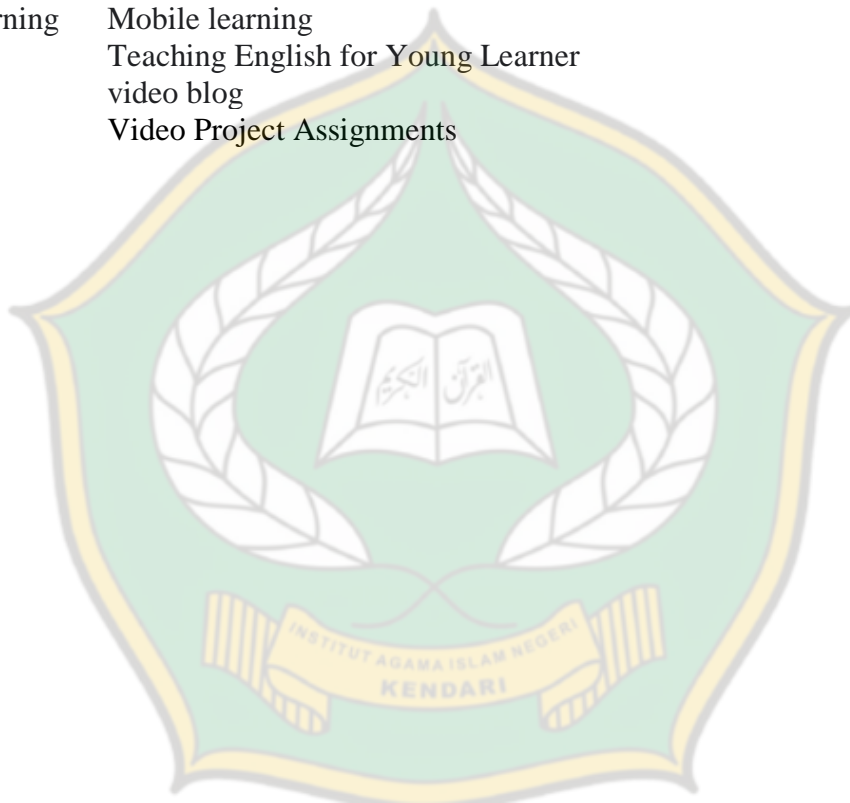 rning Mobile learning
Teaching English for Young Learner
video blog
Video Project Assignments
القرآن الكريم
INSTITUT AGAMA ISLAM NEGERI
KENDARI